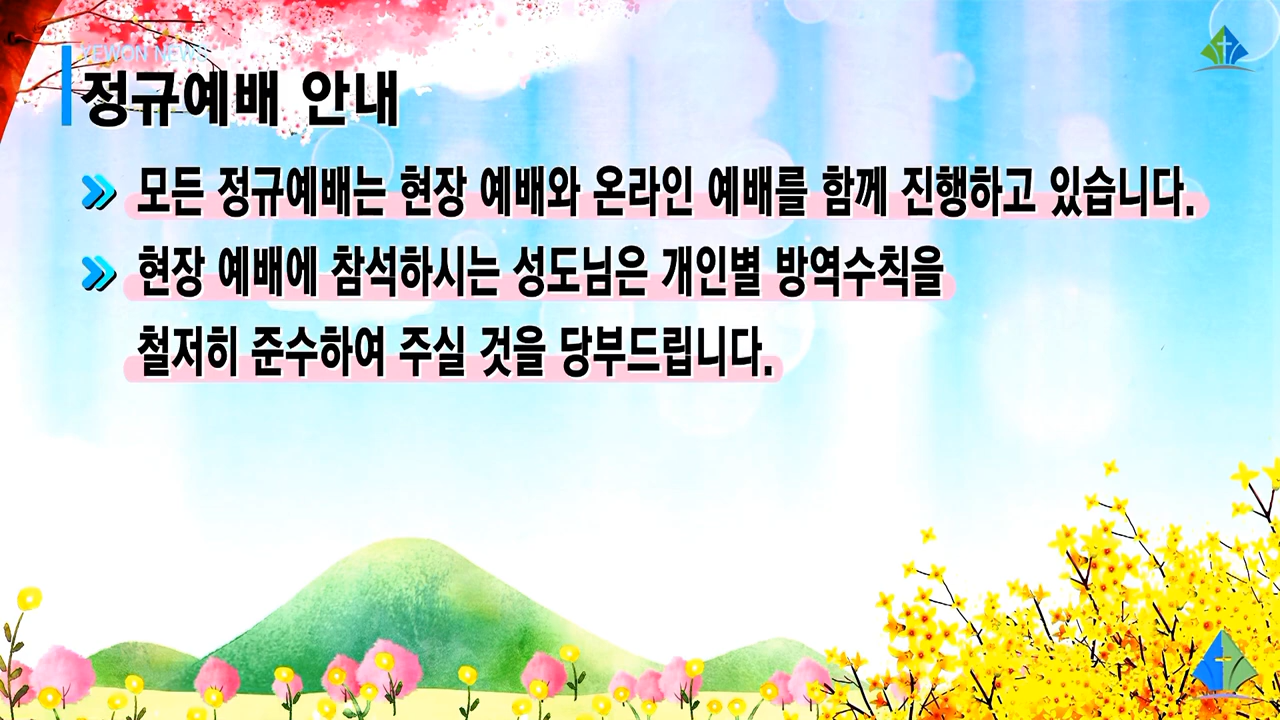 YEWON NEWS
정규예배 안내
모든 정규예배는 현장 예배와 온라인 예배를 함께 진행하고 있습니다.
현장 예배에 참석하시는 성도님은 개인별 방역수칙을
철저히 준수하여 주실 것을 당부드립니다.